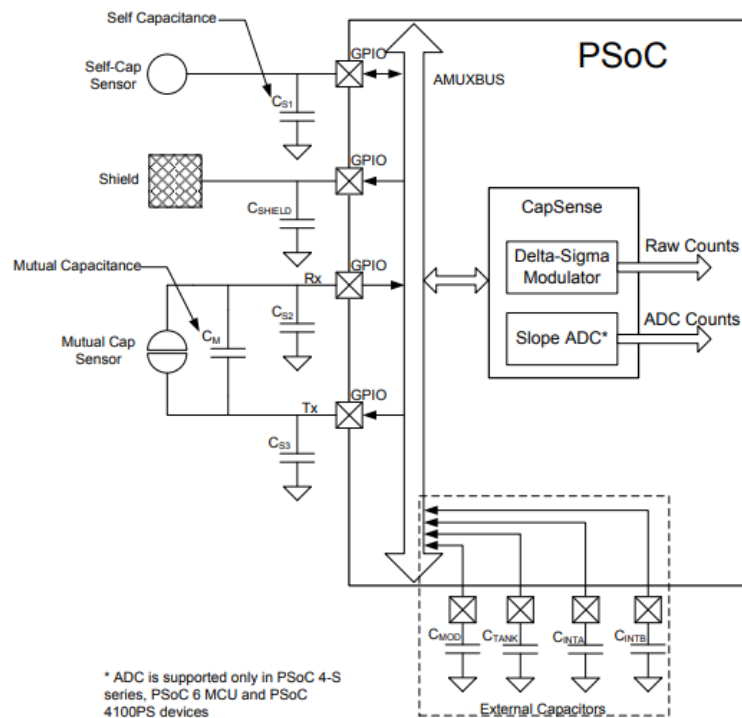 Self Capacitance
PSoC
GPIO
AMUXBUS
Self-Cap
Sensor
CS1
GPIO
Shield
CSHIELD
CapSense
Delta-Sigma
Modulator
Raw Counts
Mutual Capacitance
GPIO
Rx
CS2
CM
Slope ADC*
ADC Counts
Mutual Cap
Sensor
GPIO
Tx
CS3
CMOD
CTANK
CINTA
CINTB
External Capacitors
* ADC is supported only in PSoC 4-S
series, PSoC 6 MCU and PSoC
4100PS devices